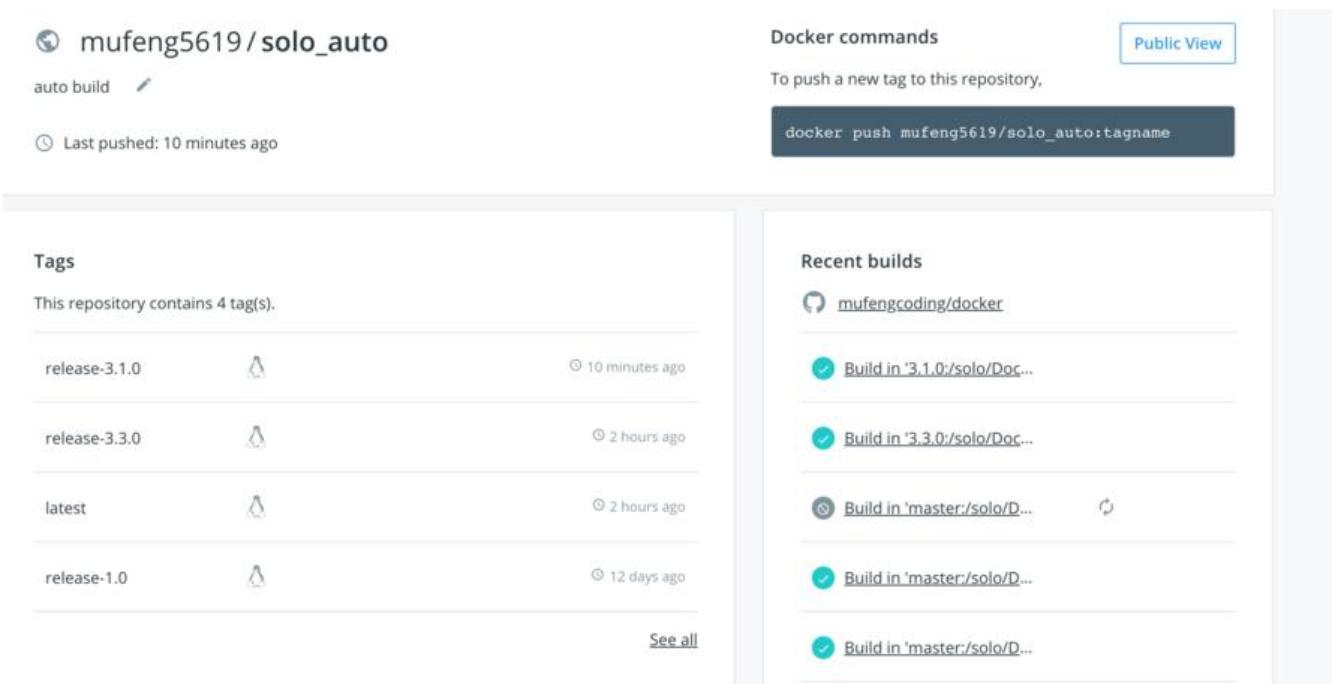 mufeng5619/solo_auto
auto build
Last pushed: 10 minutes ago
Docker commands
Public View
To push a new tag to this repository,
docker push mufeng5619/solo_auto:tagname
Tags
This repository contains 4 tag(s).
release-3.1.0 10 minutes ago
release-3.3.0 2 hours ago
latest 2 hours ago
release-1.0 12 days ago
See all
Recent builds
mufengcoding/docker
Build in '3.1.0:/solo/Doc...
Build in '3.3.0:/solo/Doc...
Build in 'master:/solo/D...
Build in 'master:/solo/D...
Build in 'master:/solo/D...